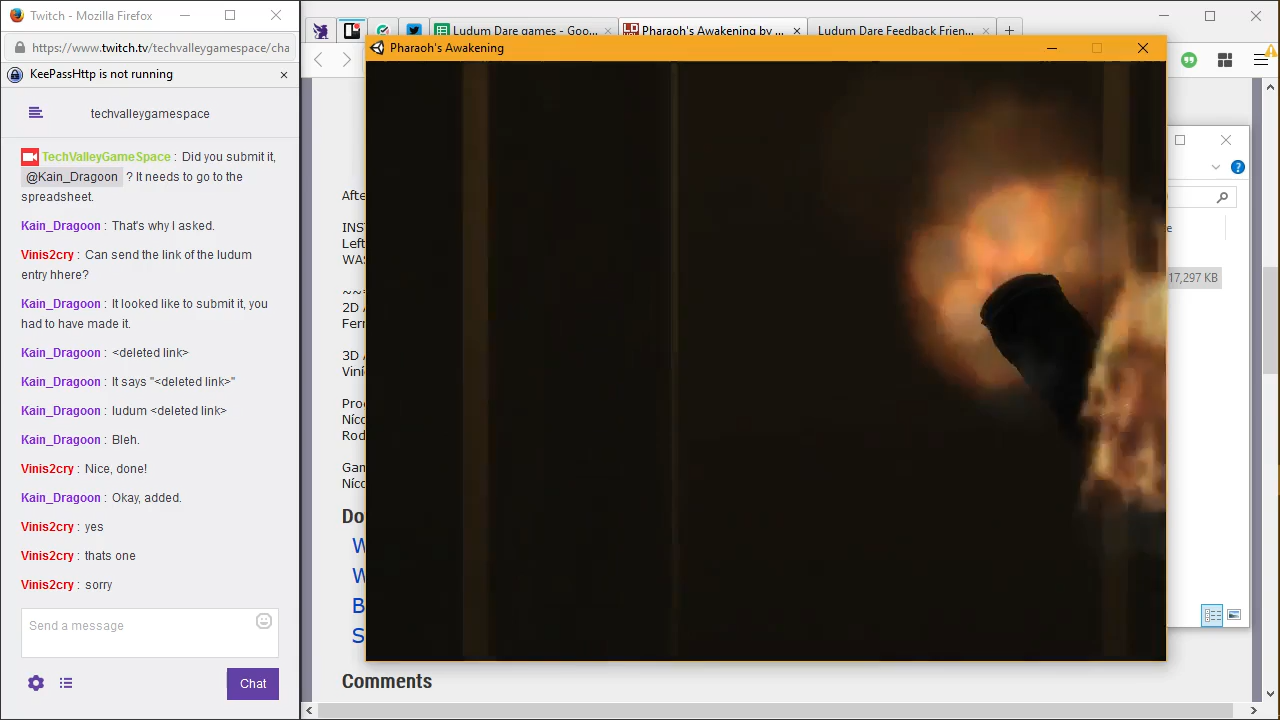 Twitch - Mozilla Firefox
https://www.twitch.tv/techvalleygamespace/cha
KeePassHttp is not running
techvalleygamespace
TechValleyGameSpace : Did you submit it,
@Kain_Dragoon ? It needs to go to the
spreadsheet.
Kain_Dragoon : That's why I asked.
Vinis2cry : Can send the link of the ludum
entry hhere?
Kain_Dragoon : It looked like to submit it, you
had to have made it.
Kain_Dragoon : <deleted link>
Kain_Dragoon : It says "<deleted link>"
Kain_Dragoon : ludum <deleted link>
Kain_Dragoon : Bleh.
Vinis2cry : Nice, done!
Kain_Dragoon : Okay, added.
Vinis2cry : yes
Vinis2cry : thats one
Vinis2cry : sorry
Send a message
Chat
Ludum Dare games - Goo...
Pharaoh's Awakening by ...
Ludum Dare Feedback Frien...
Pharaoh's Awakening
Afte
INS
Left
WAS
~~
2D
Fern
3D
Viní
Pro
Níc
Rod
Gam
Níc
Do
W
W
B
S
Comments
e
17,297 KB